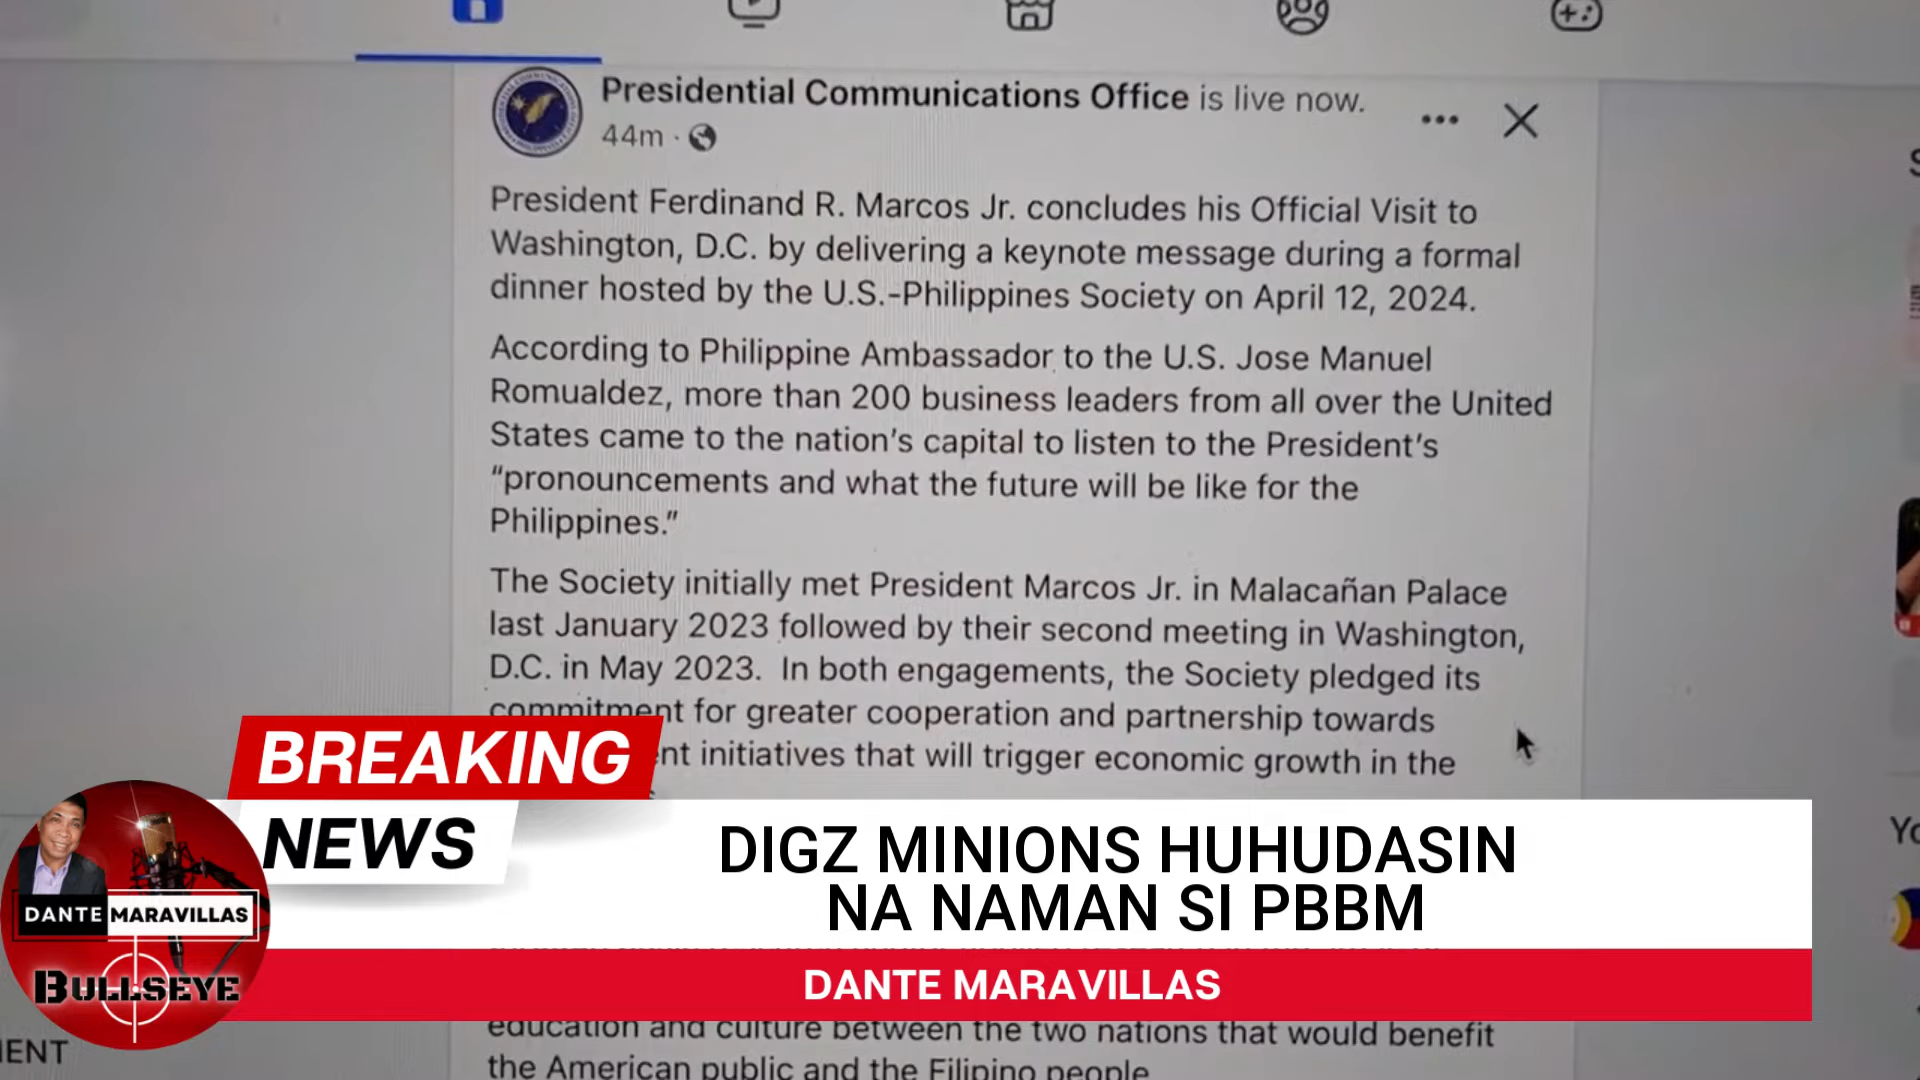 Presidential Communications Office is live now.
44m ·
President Ferdinand R. Marcos Jr. concludes his Official Visit to
Washington, D.C. by delivering a keynote message during a formal
dinner hosted by the U.S.-Philippines Society on April 12, 2024.
According to Philippine Ambassador to the U.S. Jose Manuel
Romualdez, more than 200 business leaders from all over the United
States came to the nation's capital to listen to the President's
"pronouncements and what the future will be like for the
Philippines."
The Society initially met President Marcos Jr. in Malacañan Palace
last January 2023 followed by their second meeting in Washington,
D.C. in May 2023. In both engagements, the Society pledged its
commitment for greater cooperation and partnership towards
nt initiatives that will trigger economic growth in the
BREAKING
NEWS
DIGZ MINIONS HUHUDASIN
NA NAMAN SI PBBM
DANTE MARAVILLAS
DANTE MARAVILLAS
BULLSEYE
education and culture between the two nations that would benefit
the American public and the Filipino people
ENT